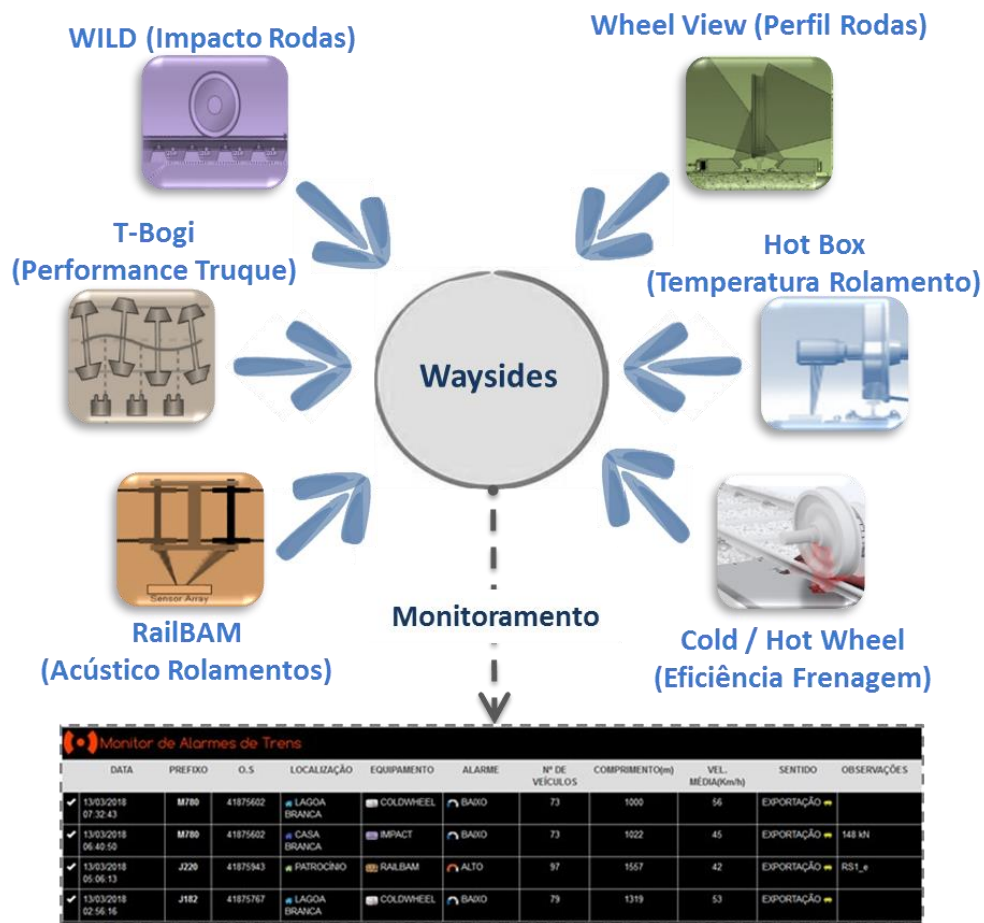 WILD (Impacto Rodas)
Wheel View (Perfil Rodas)
T-Bogi
(Performance Truque)
Hot Box
(Temperatura Rolamento)
Waysides
Sensor Array
RailBAM
(Acústico Rolamentos)
Monitoramento
Cold / Hot Wheel
(Eficiência Frenagem)
Monitor de Alarmes de Trens
DATA PREFIXO O.S LOCALIZAÇÃO EQUIPAMENTO ALARME Nº DE VEÍCULOS COMPRIMENTO(m) VEL. MÉDIA(Km/h) SENTIDO OBSERVAÇÕES
13/03/2018 07:32:43 M780 41875602 LAGOA BRANCA COLDWHEEL BAIXO 73 1000 56 EXPORTAÇÃO
13/03/2018 06:40:50 M780 41875602 CASA BRANCA IMPACT BAIXO 73 1022 45 EXPORTAÇÃO 148 kN
13/03/2018 05:06:13 J220 41875943 PATROCÍNIO RAILBAM ALTO 97 1557 42 EXPORTAÇÃO RS1_e
13/03/2018 02:56:16 J182 41875767 LAGOA BRANCA COLDWHEEL BAIXO 79 1319 53 EXPORTAÇÃO